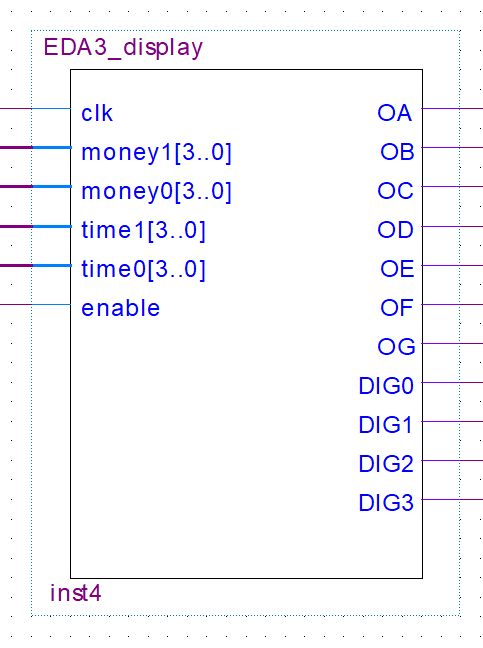 EDA3_display
clk OA
money1[3..0] OB
money0[3..0] OC
time1[3..0] OD
time0[3..0] OE
enable OF
OG
DIG0
DIG1
DIG2
DIG3
inst4